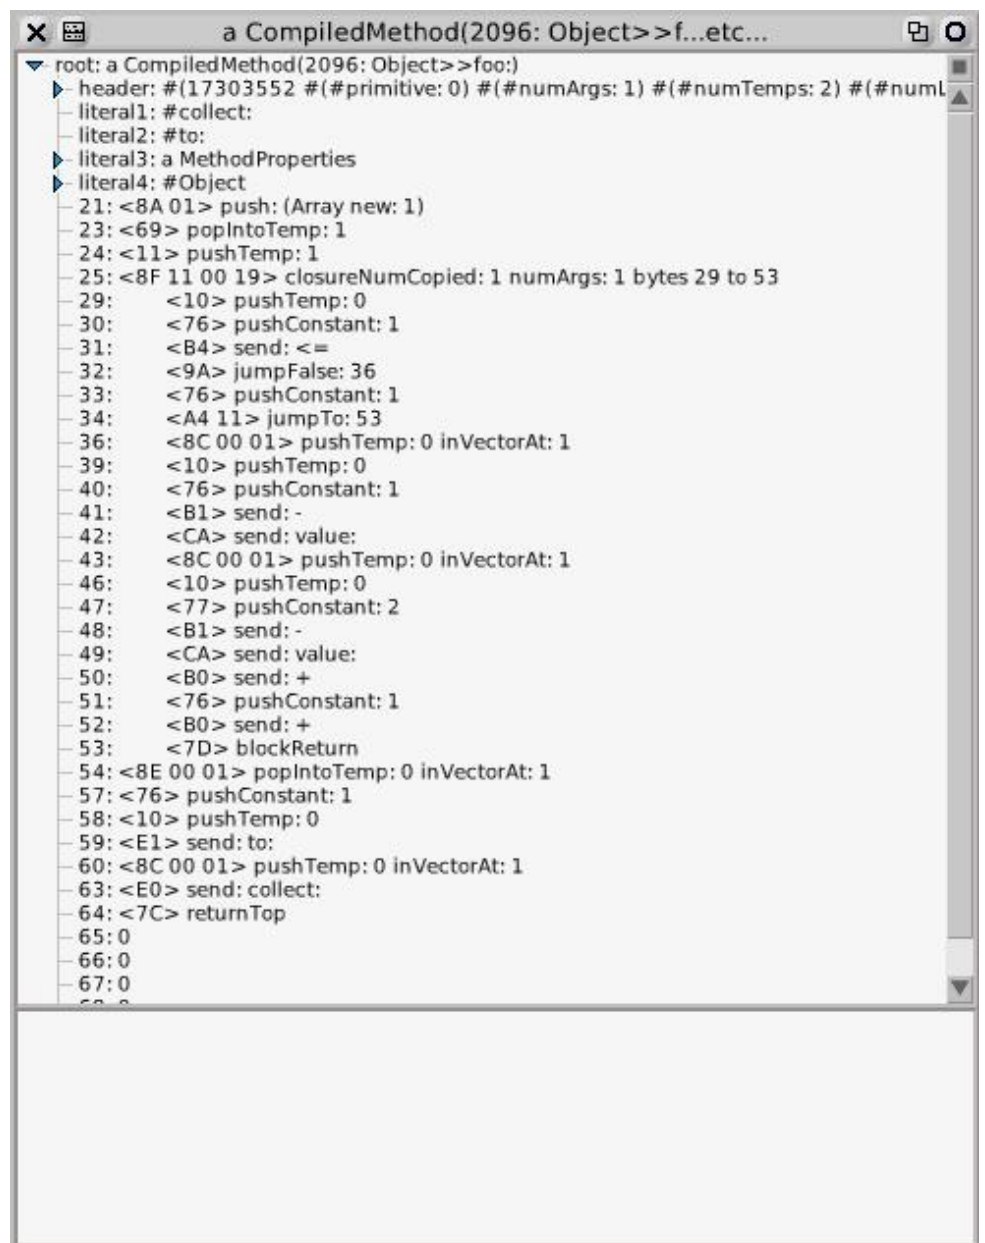 a CompiledMethod(2096: Object>>f...etc...
root: a CompiledMethod(2096: Object>>foo:)
header: #(17303552 #(#primitive: 0) #(#numArgs: 1) #(#numTemps: 2) #(#numL
literal1: #collect:
literal2: #to:
literal3: a MethodProperties
literal4: #Object
21: <8A 01> push: (Array new: 1)
23: <69> popIntoTemp: 1
24: <11> pushTemp: 1
25: <8F 11 00 19> closureNumCopied: 1 numArgs: 1 bytes 29 to 53
29: <10> pushTemp: 0
30: <76> pushConstant: 1
31: <B4> send: <=
32: <9A> jumpFalse: 36
33: <76> pushConstant: 1
34: <A4 11> jumpTo: 53
36: <8C 00 01> pushTemp: 0 inVectorAt: 1
39: <10> pushTemp: 0
40: <76> pushConstant: 1
41: <B1> send: -
42: <CA> send: value:
43: <8C 00 01> pushTemp: 0 inVectorAt: 1
46: <10> pushTemp: 0
47: <77> pushConstant: 2
48: <B1> send: -
49: <CA> send: value:
50: <B0> send: +
51: <76> pushConstant: 1
52: <B0> send: +
53: <7D> blockReturn
54: <8E 00 01> popIntoTemp: 0 inVectorAt: 1
57: <76> pushConstant: 1
58: <10> pushTemp: 0
59: <E1> send: to:
60: <8C 00 01> pushTemp: 0 inVectorAt: 1
63: <E0> send: collect:
64: <7C> returnTop
65: 0
66: 0
67: 0